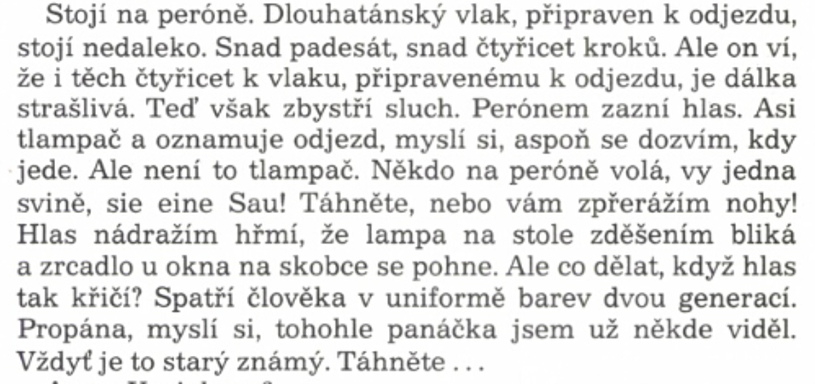 Stojí na peróně. Dlouhatánský vlak, připraven k odjezdu,
stojí nedaleko. Snad padesát, snad čtyřicet kroků. Ale on ví,
že i těch čtyřicet k vlaku, připravenému k odjezdu, je dálka
strašlivá. Teď však zbystří sluch. Perónem zazní hlas. Asi
tlampač a oznamuje odjezd, myslí si, aspoň se dozvím, kdy
jede. Ale není to tlampač. Někdo na peróně volá, vy jedna
svině, sie eine Sau! Táhněte, nebo vám zpřerážím nohy!
Hlas nádražím hřmí, že lampa na stole zděšením bliká
a zrcadlo u okna na skobce se pohne. Ale co dělat, když hlas
tak křičí? Spatří člověka v uniformě barev dvou generací.
Propána, myslí si, tohohle panáčka jsem už někde viděl.
Vždyť je to starý známý. Táhněte ...